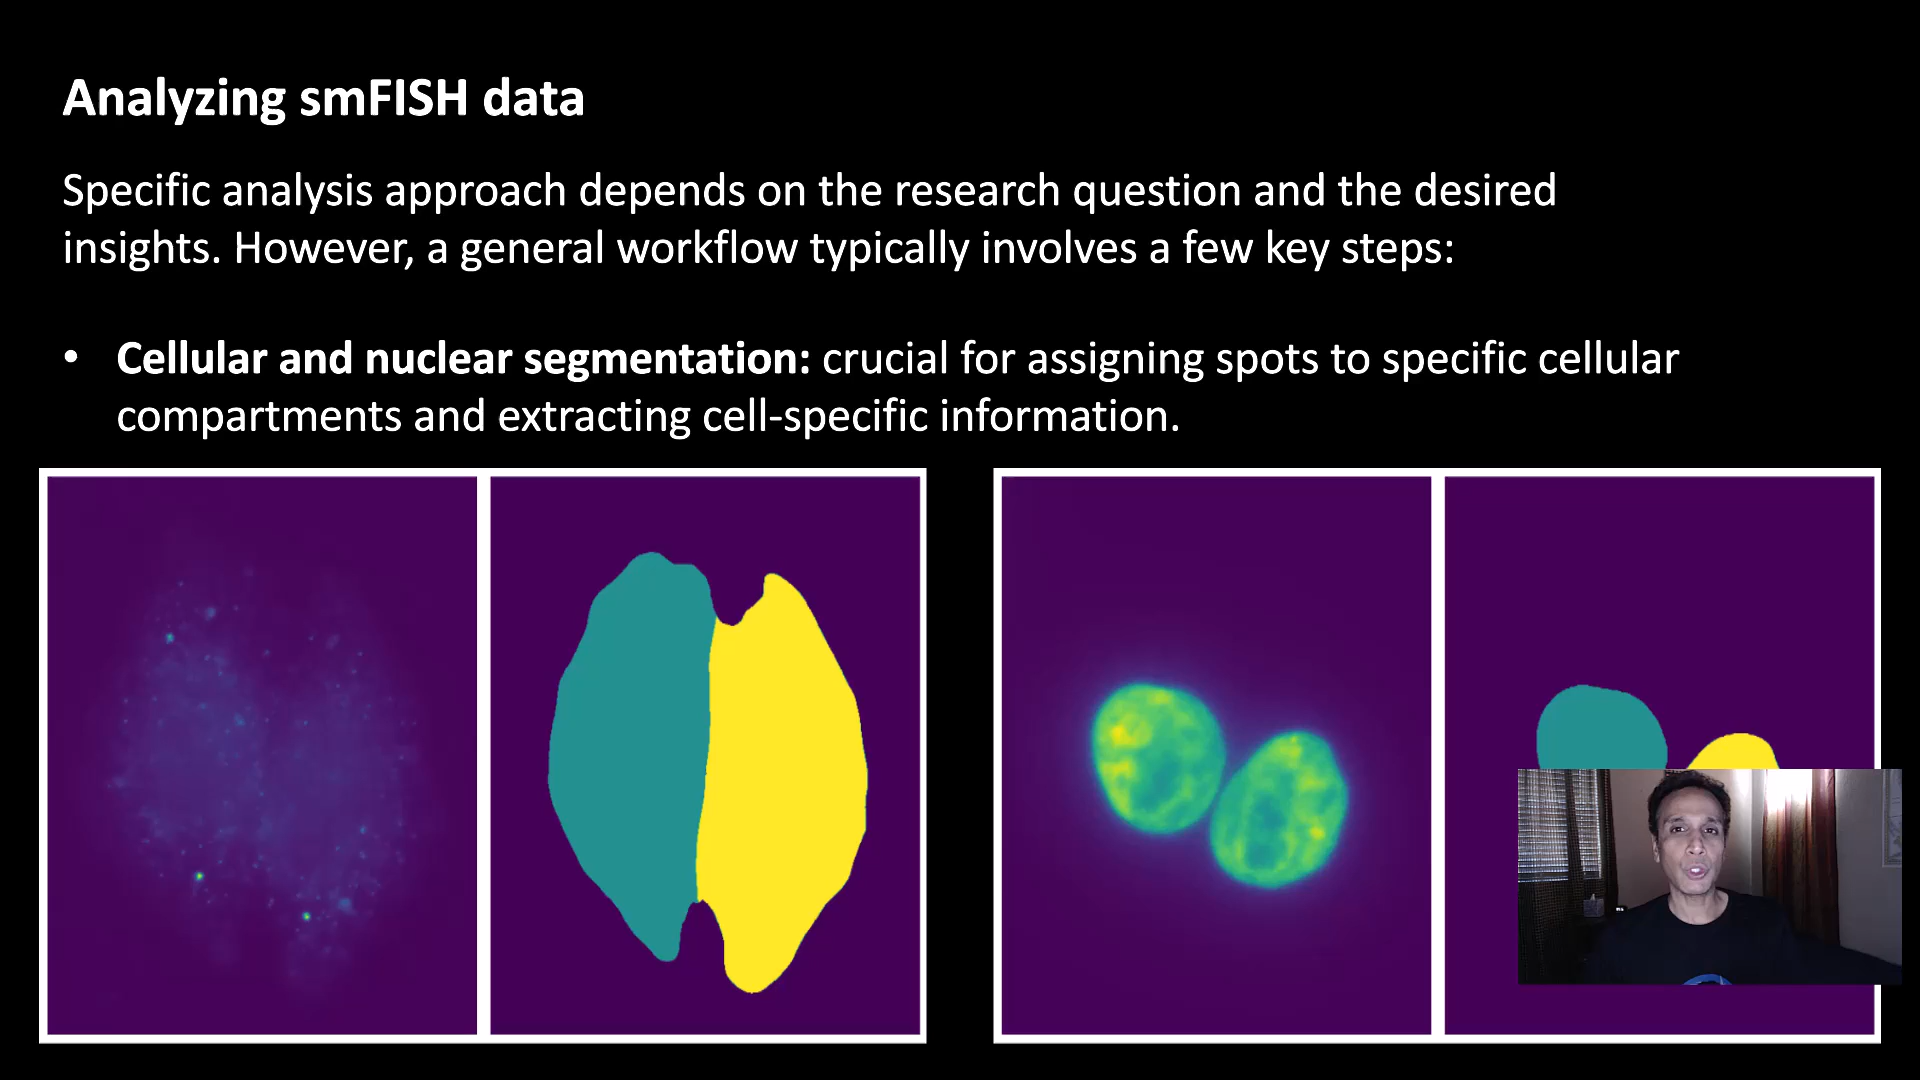 Analyzing smFISH data
Specific analysis approach depends on the research question and the desired
insights. However, a general workflow typically involves a few key steps:
• Cellular and nuclear segmentation: crucial for assigning spots to specific cellular
compartments and extracting cell-specific information.